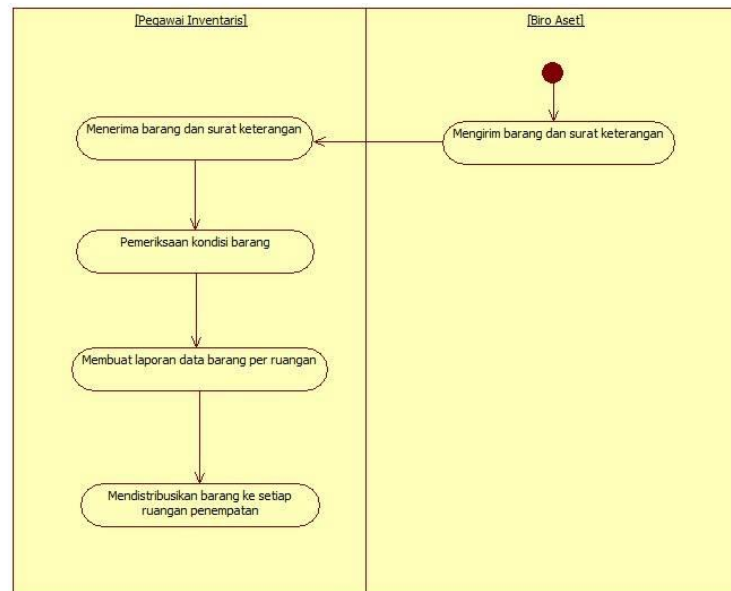 [Pegawai Inventaris]
[Biro Aset]
Menerima barang dan surat keterangan
Mengirim barang dan surat keterangan
Pemeriksaan kondisi barang
Membuat laporan data barang per ruangan
Mendistribusikan barang ke setiap
ruangan penempatan